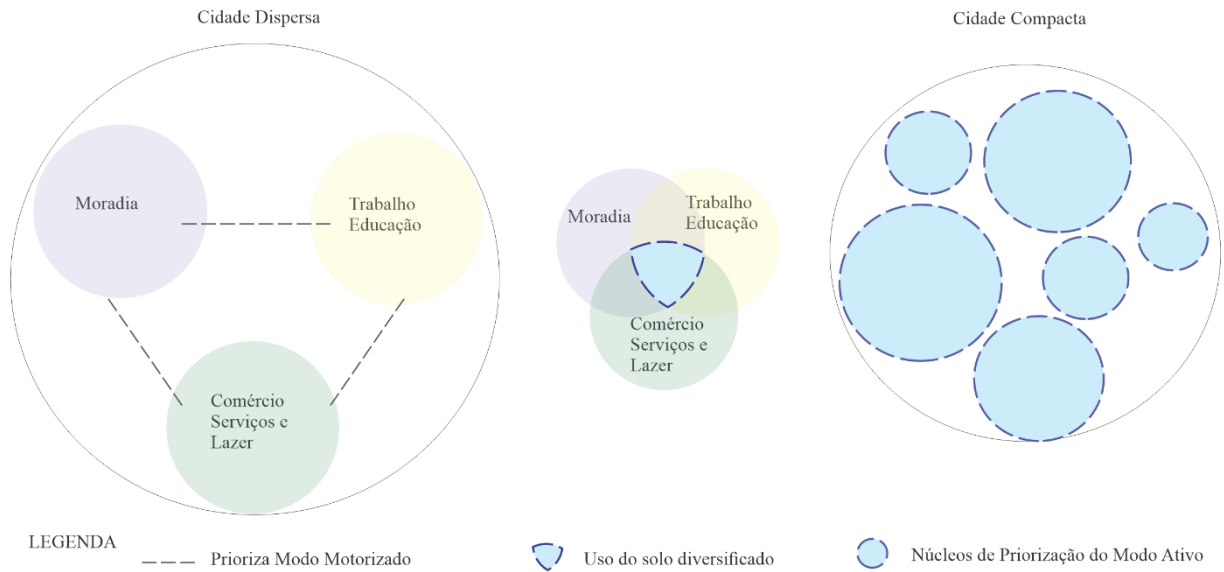 Cidade Dispersa
Moradia
Trabalho
Educação
Comércio
Serviços e
Lazer
Moradia
Trabalho
Educação
Comércio
Serviços e
Lazer
Cidade Compacta
LEGENDA
Prioriza Modo Motorizado
Uso do solo diversificado
Núcleos de Priorização do Modo Ativo